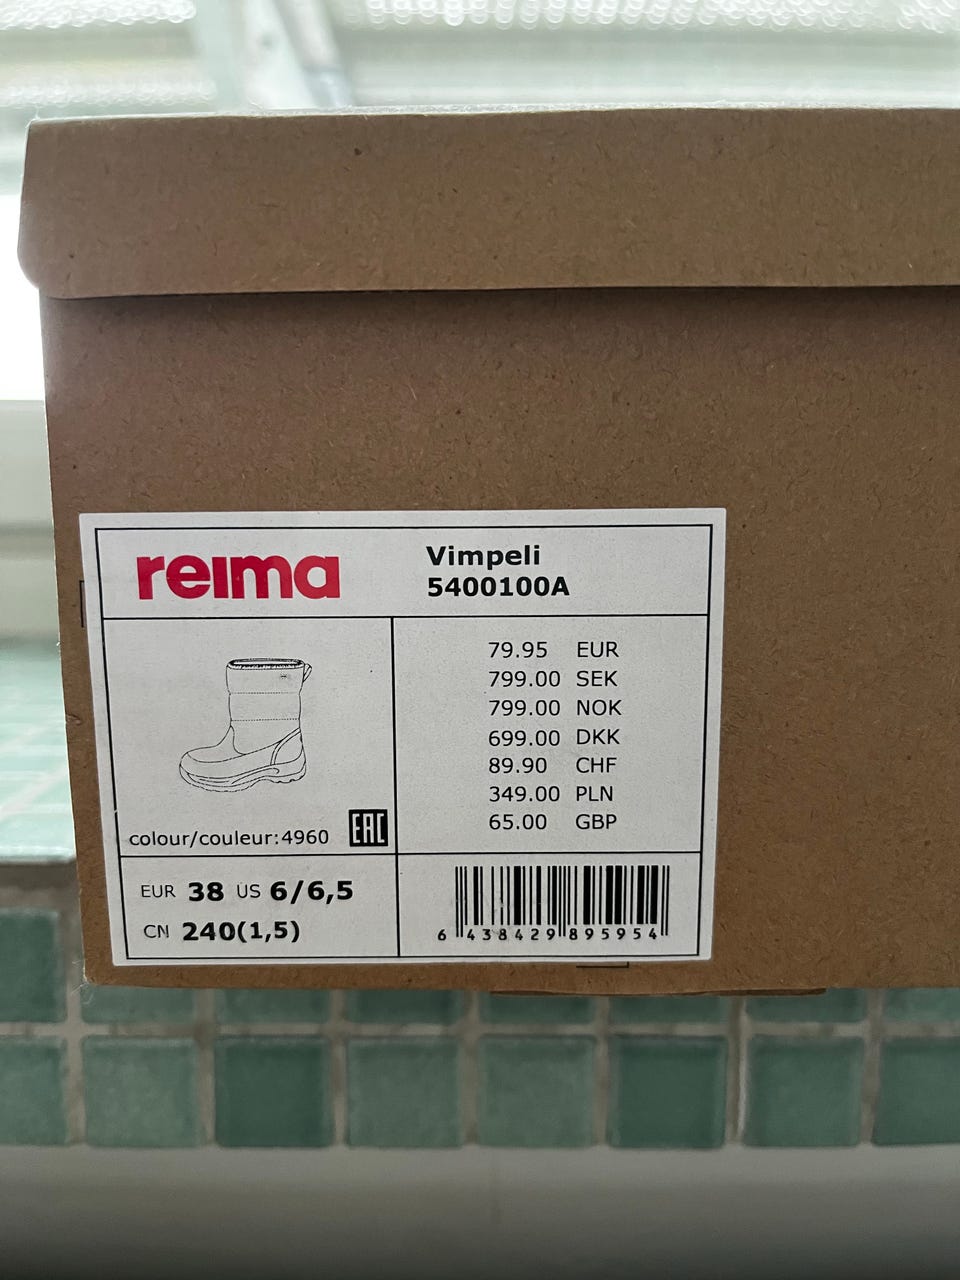 reima
Vimpeli
5400100A
79.95 EUR
799.00 SEK
799.00 NOK
699.00 DKK
89.90 CHF
349.00 PLN
65.00 GBP
colour/couleur:4960
EAC
EUR 38 US 6/6,5
CN 240(1,5)
6 438429 895954